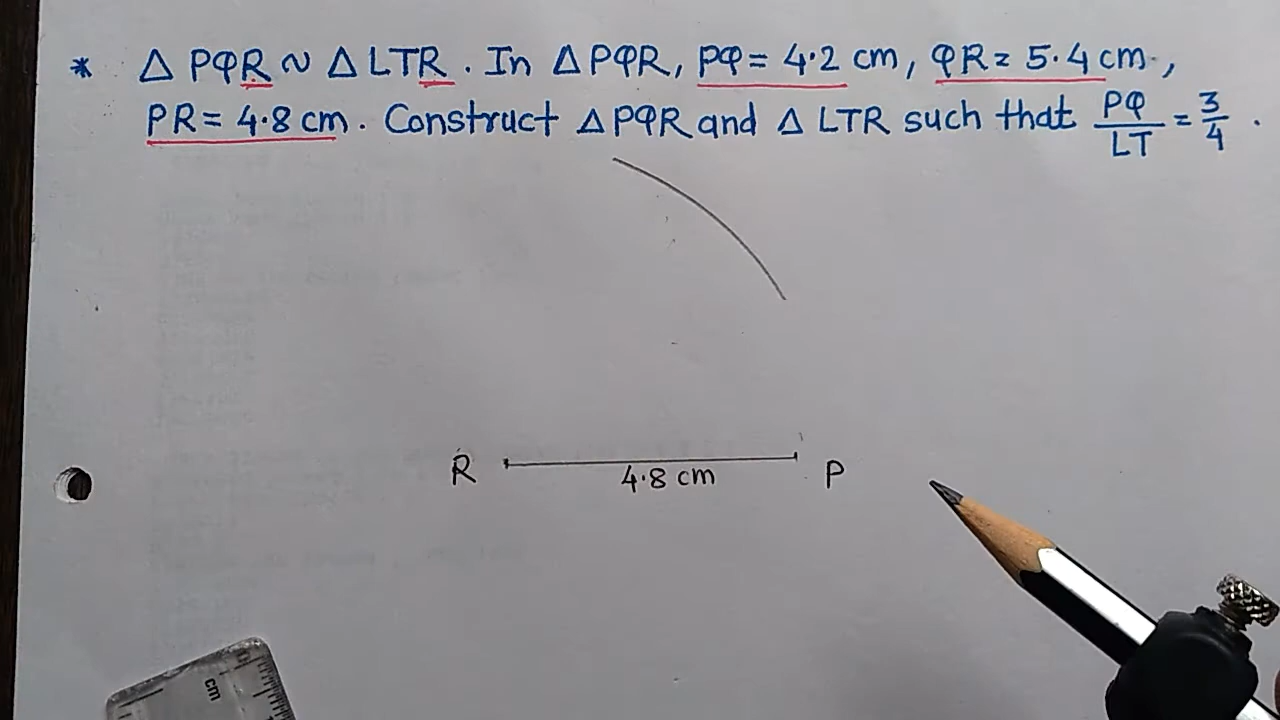 * Δ PQR ~ Δ LTR. In Δ PQR, PQ = 4.2 cm, QR = 5.4 cm,
PR = 4.8 cm. Construct Δ PQR and Δ LTR such that PQ/LT = 3/4.
R 4.8 cm P
cm